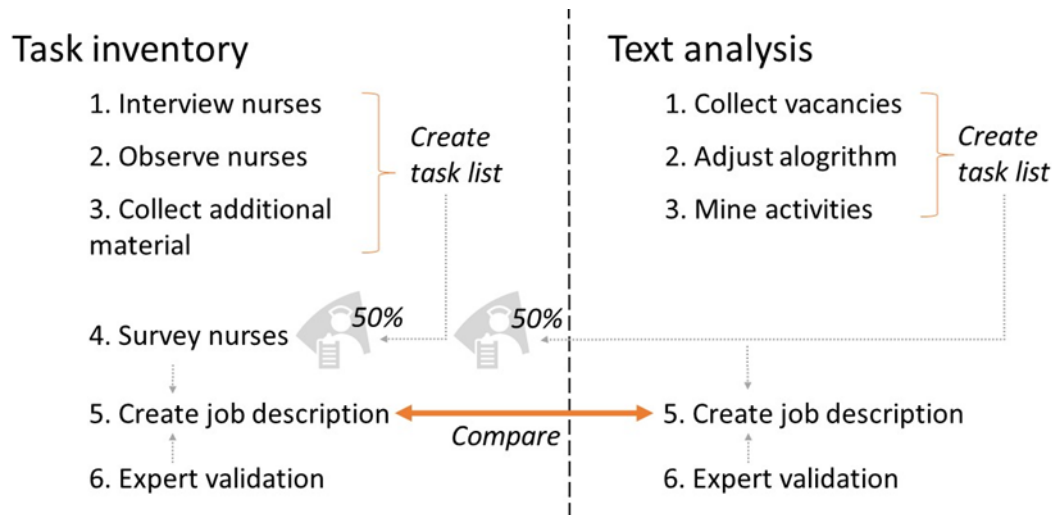 Task inventory
1. Interview nurses
2. Observe nurses
3. Collect additional
material
Create
task list
4. Survey nurses
50%
50%
5. Create job description
Compare
6. Expert validation
Text analysis
1. Collect vacancies
2. Adjust alogrithm
3. Mine activities
Create
task list
5. Create job description
6. Expert validation